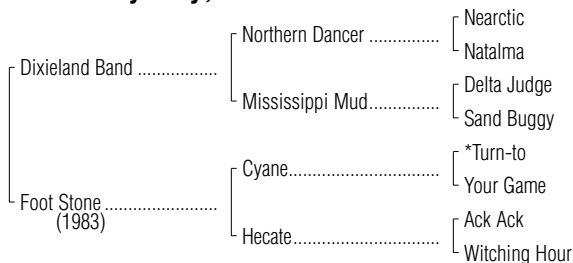 Nearctic
Northern Dancer ...............
Natalma
Dixieland Band .................
Delta Judge
Mississippi Mud...............
Sand Buggy
*Turn-to
Cyane................................
Your Game
Foot Stone ........................
(1983)
Ack Ack
Hecate...............................
Witching Hour